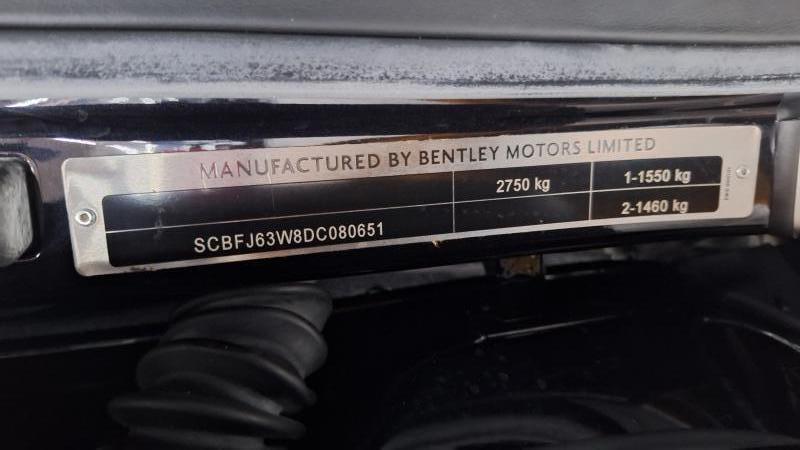 MANUFACTURED BY BENTLEY MOTORS LIMITED
2750 kg
1-1550 kg
SCBFJ63W8DC080651
2-1460 kg